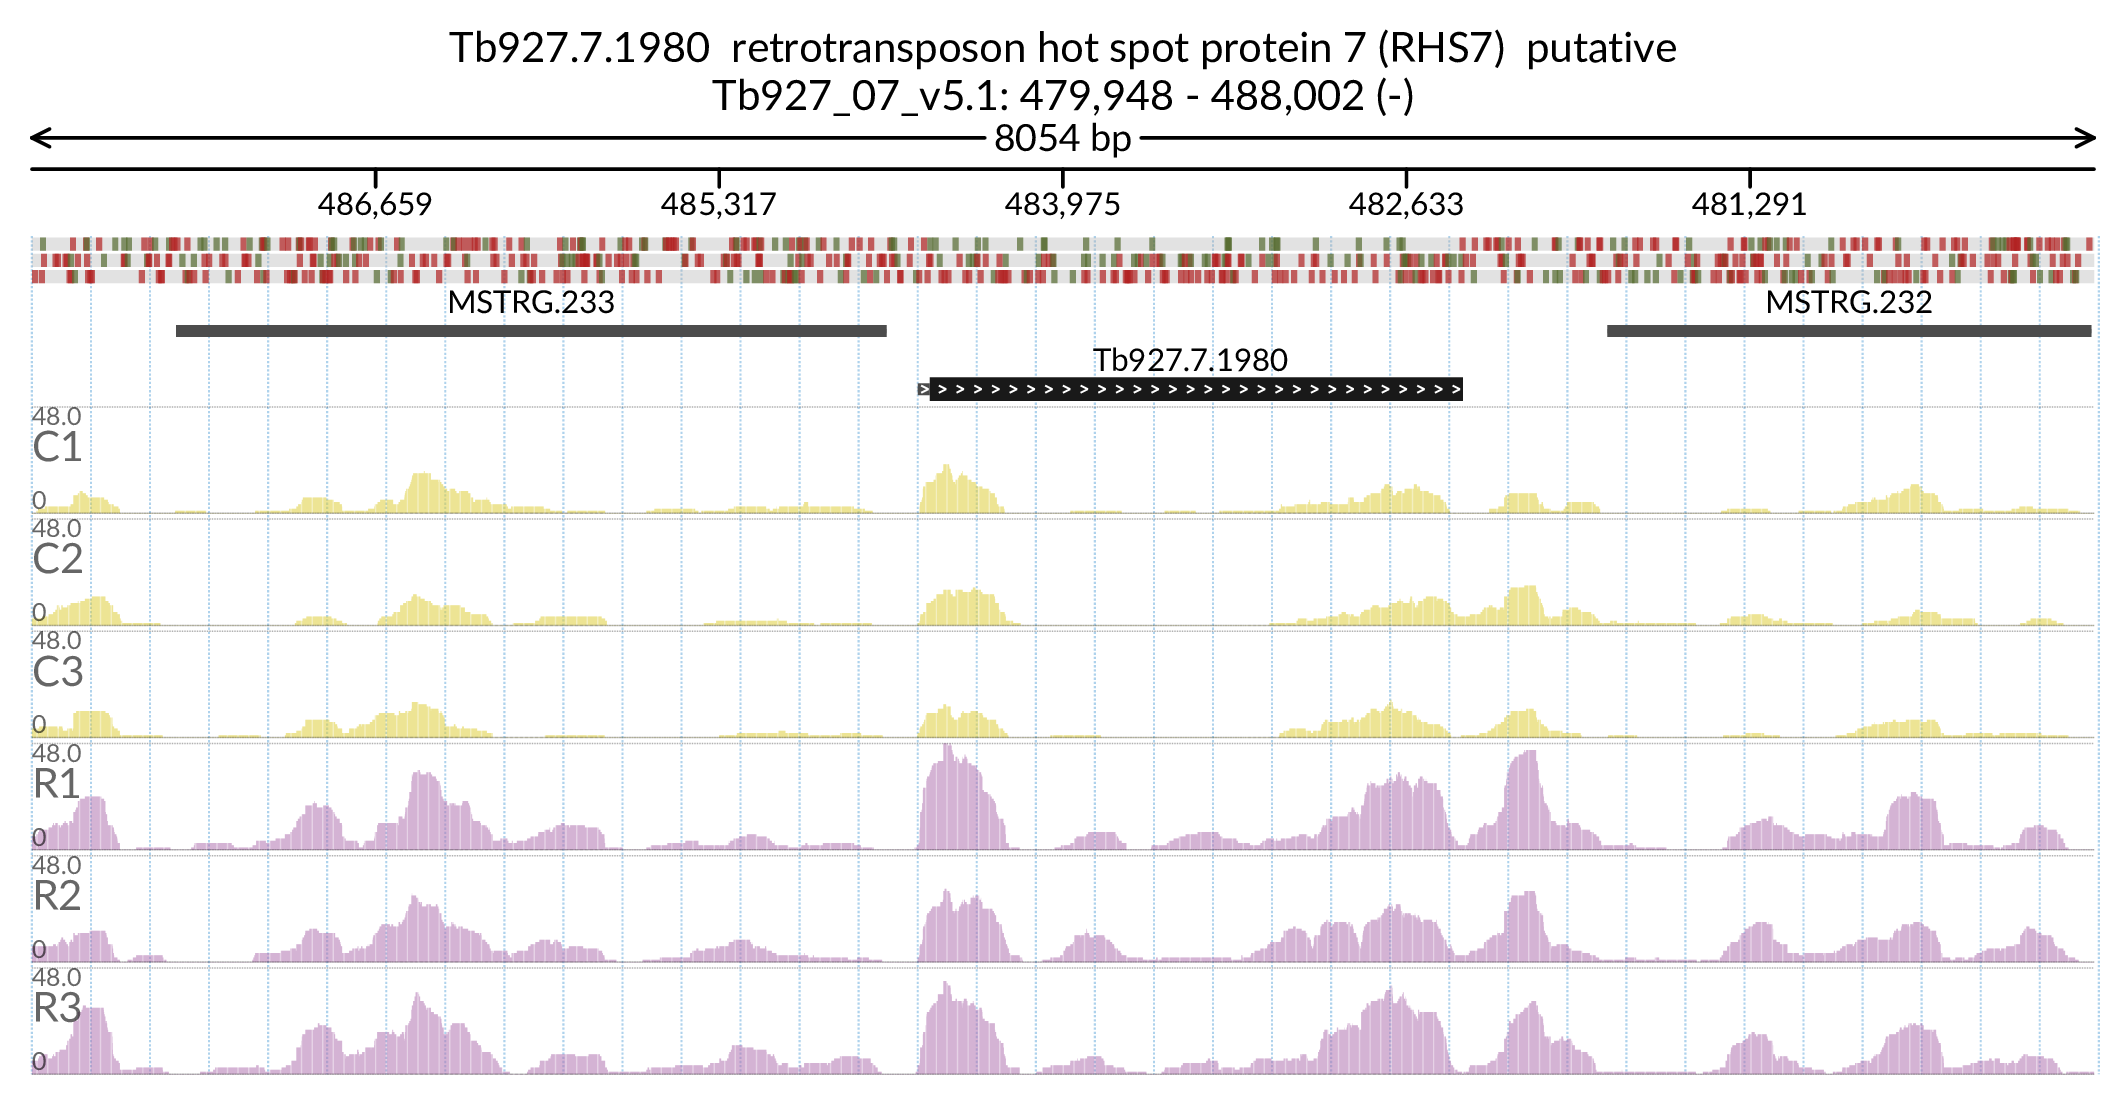 Tb927.7.1980 retrotransposon hot spot protein 7 (RHS7) putative
Tb927_07_v5.1: 479,948 - 488,002 (-)
8054 bp
486,659 485,317 483,975 482,633 481,291
MSTRG.233 MSTRG.232
Tb927.7.1980
48.0
C1
0
48.0
C2
0
48.0
C3
0
48.0
R1
0
48.0
R2
0
48.0
R3
0